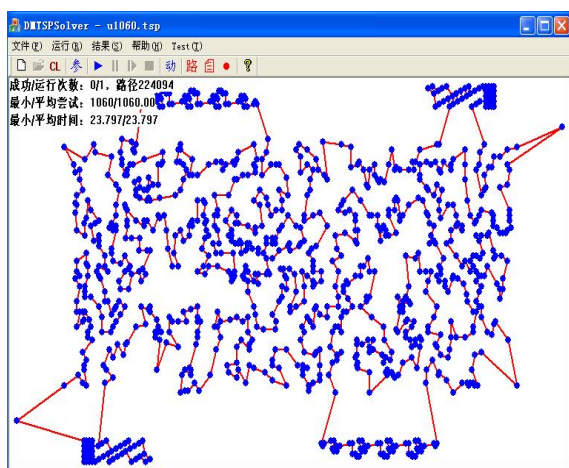 DMTSPSolver - u1060.tsp
文件(F) 运行(R) 结果(S) 帮助(H) Test(T)
CL 参 动 路
成功/运行次数: 0/1, 路径224094
最小/平均尝试: 1060/1060.00
最小/平均时间: 23.797/23.797